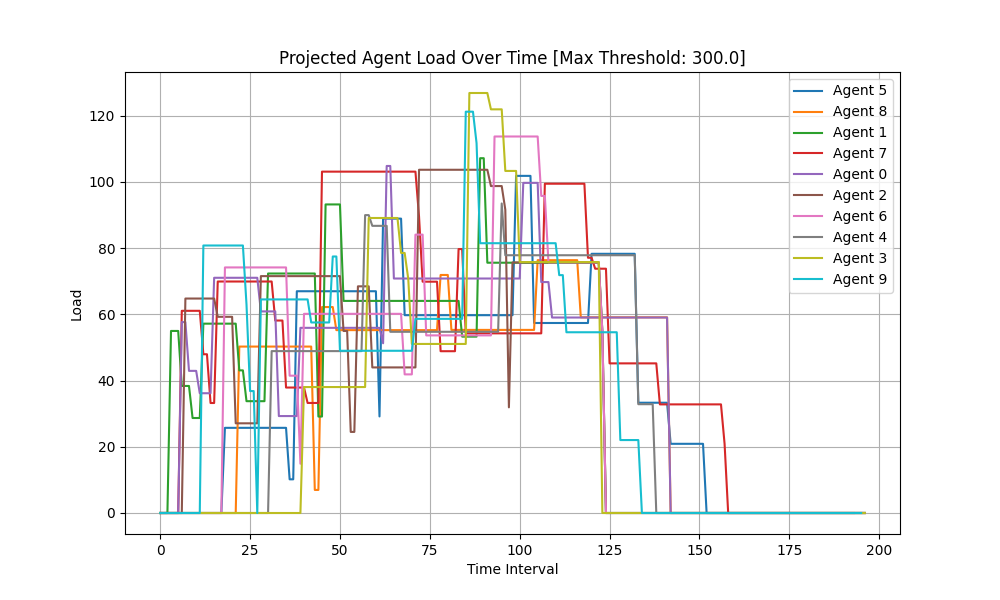 Projected Agent Load Over Time [Max Threshold: 300.0]
Load
120
100
80
60
40
20
0
0 25 50 75 100 125 150 175 200
Time Interval
Agent 5
Agent 8
Agent 1
Agent 7
Agent 0
Agent 2
Agent 6
Agent 4
Agent 3
Agent 9